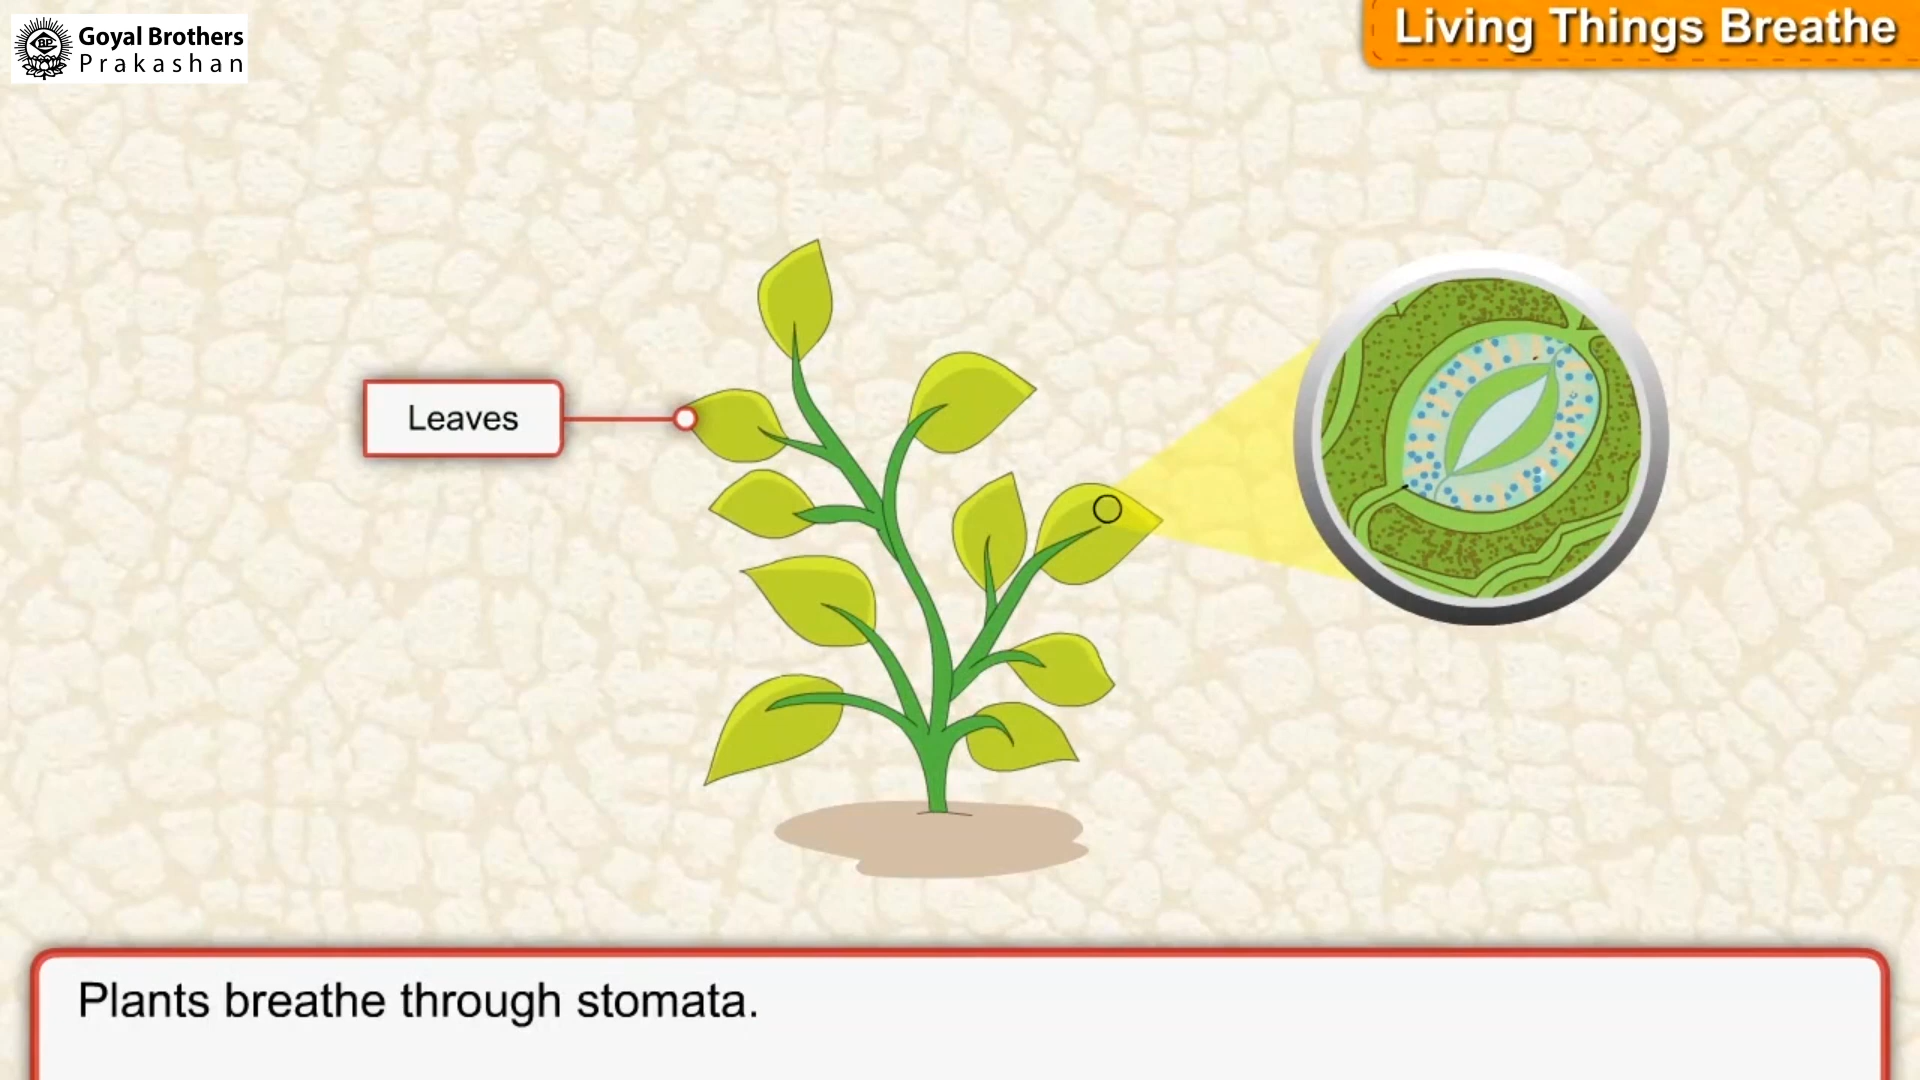 Goyal Brothers
Prakashan
Living Things Breathe
Leaves
Plants breathe through stomata.